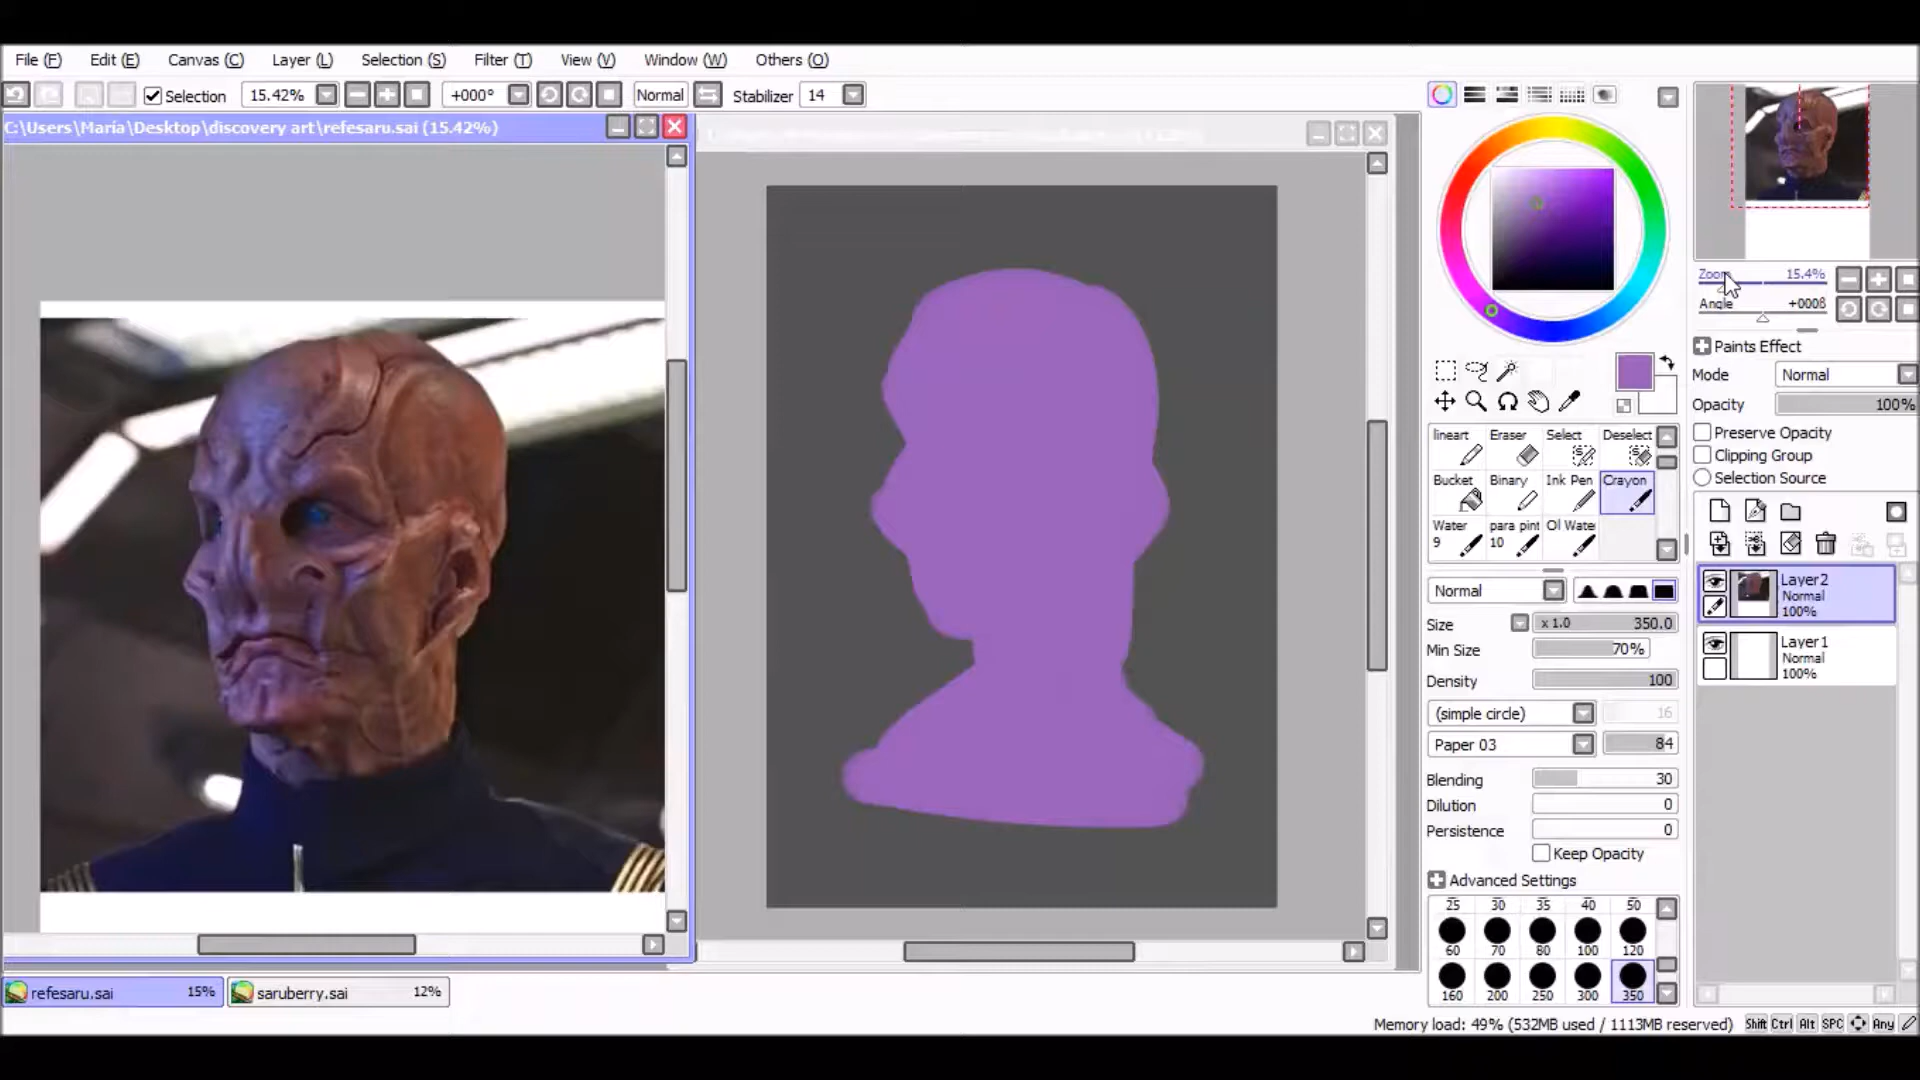 File (F) Edit (E) Canvas (C) Layer (L) Selection (S) Filter (T) View (V) Window (W) Others (O)
Selection 15.42% +000° Normal Stabilizer 14
C:\Users\María\Desktop\discovery art\refesaru.sai (15.42%)
Zoom 15.4%
Angle +000ß
Paints Effect
Mode Normal
Opacity 100%
Preserve Opacity
Clipping Group
Selection Source
lineart Eraser Select Deselect
Bucket Binary Ink Pen Crayon
Water para pint Ol Wate
9 10
Normal
Size x 1.0 350.0
Min Size 70%
Density 100
(simple circle) 16
Paper 03 84
Blending 30
Dilution 0
Persistence 0
Keep Opacity
Advanced Settings
25 30 35 40 50
60 70 80 100 120
160 200 250 300 350
Layer2
Normal
100%
Layer1
Normal
100%
refesaru.sai 15% saruberry.sai 12%
Memory load: 49% (532MB used / 1113MB reserved) Shift Ctrl Alt SPC Any